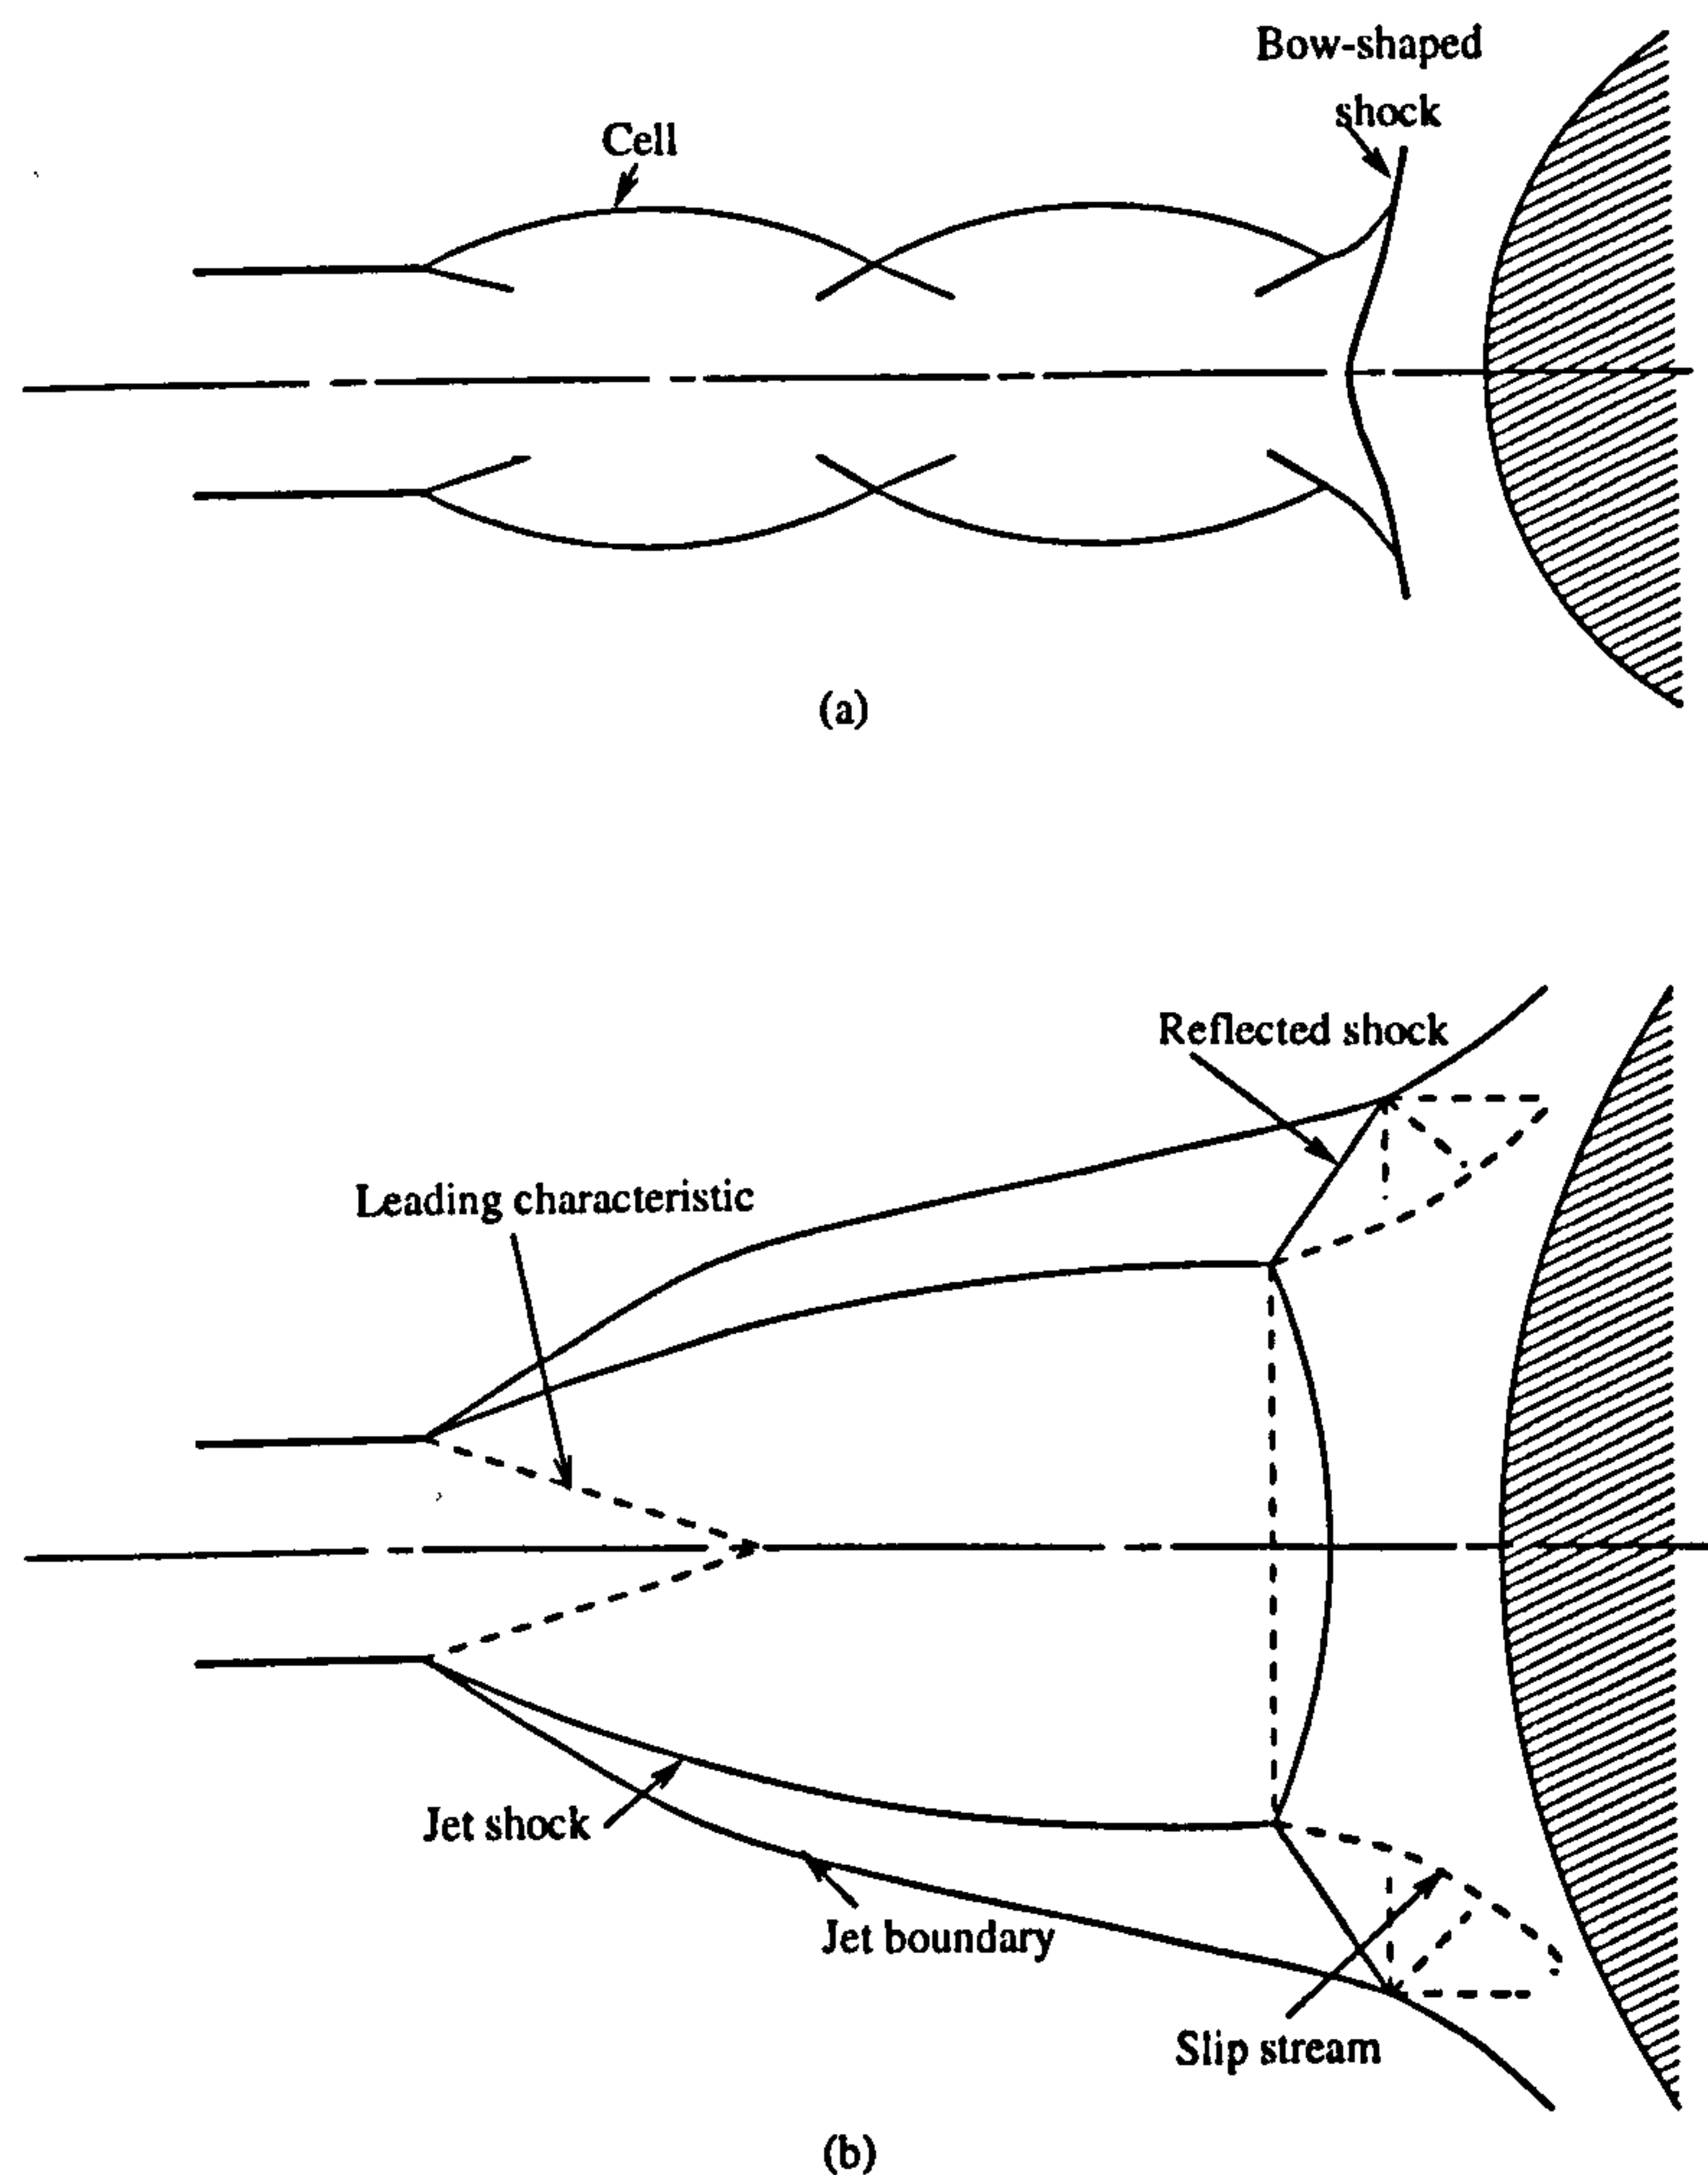 Bow-shaped
shock
Cell
(a)
Reflected shock
Leading characteristic
Jet shock
Jet boundary
Slip stream
(b)